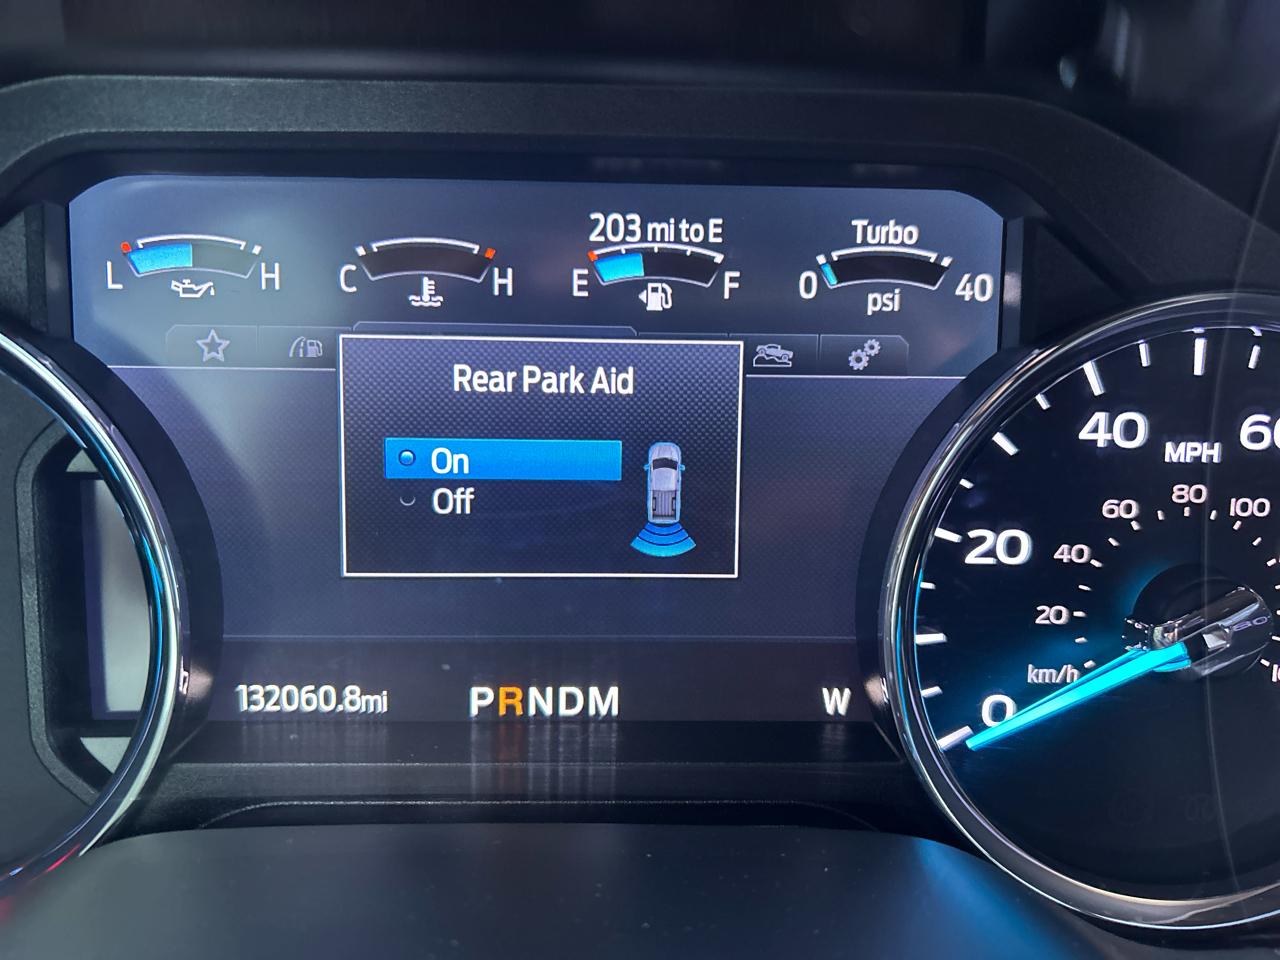 203 mi to E
Turbo
L H
C H
E F
0 40
psi
Rear Park Aid
On
Off
132060.8mi
PRNDM
W
40
60
MPH
60
80
100
20
40
20
km/h
0